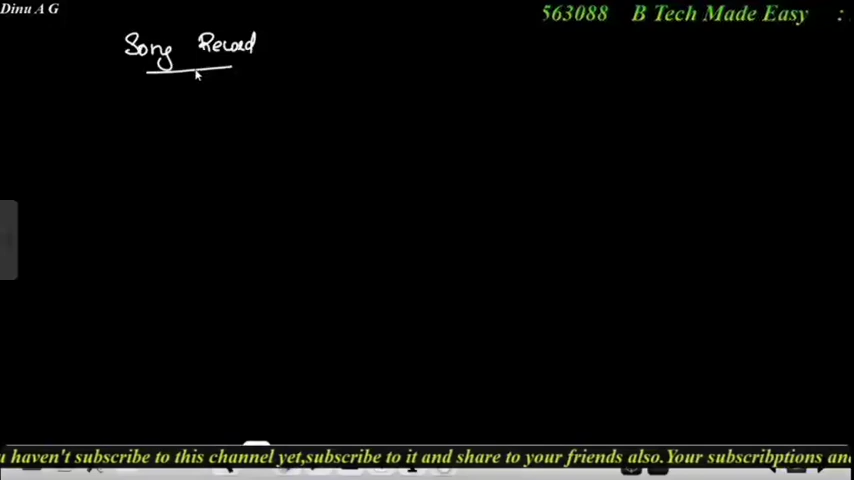 Dinu A G
563088 B Tech Made Easy :
Song Record
u haven't subscribe to this channel yet,subscribe to it and share to your friends also.Your subscribptions an